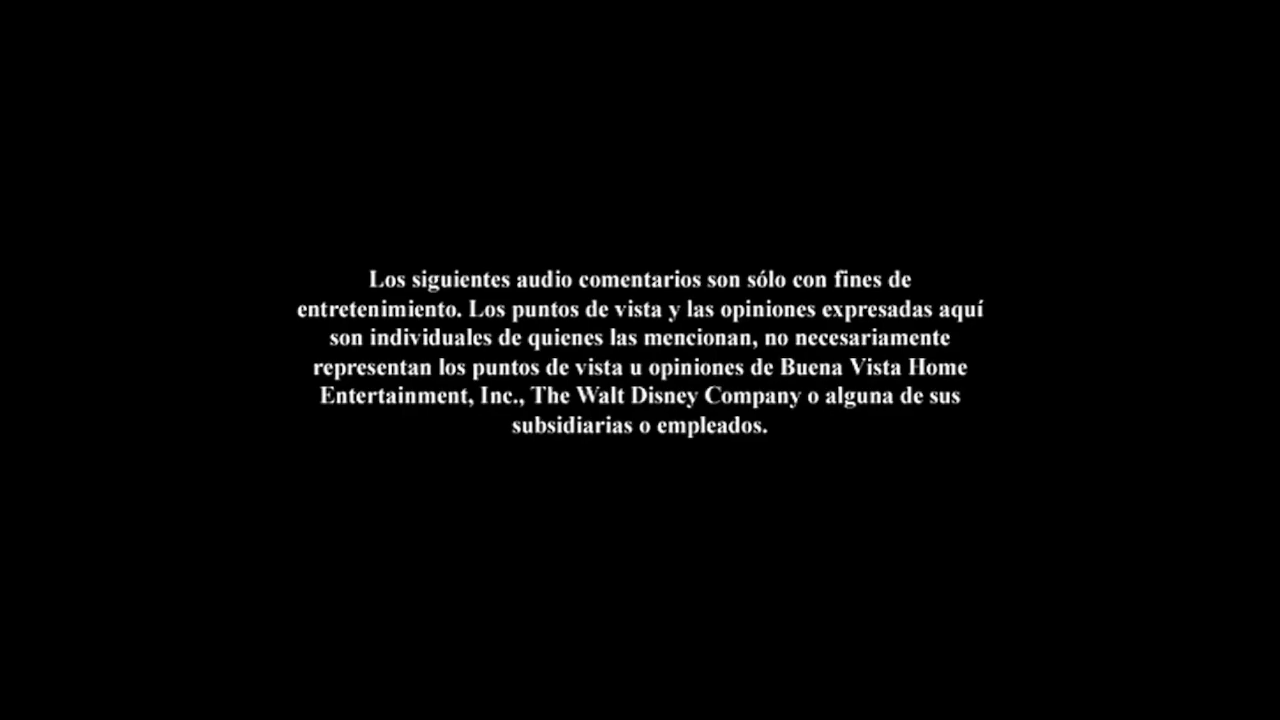 Los siguientes audio comentarios son sólo con fines de
entretenimiento. Los puntos de vista y las opiniones expresadas aquí
son individuales de quienes las mencionan, no necesariamente
representan los puntos de vista u opiniones de Buena Vista Home
Entertainment, Inc., The Walt Disney Company o alguna de sus
subsidiarias o empleados.